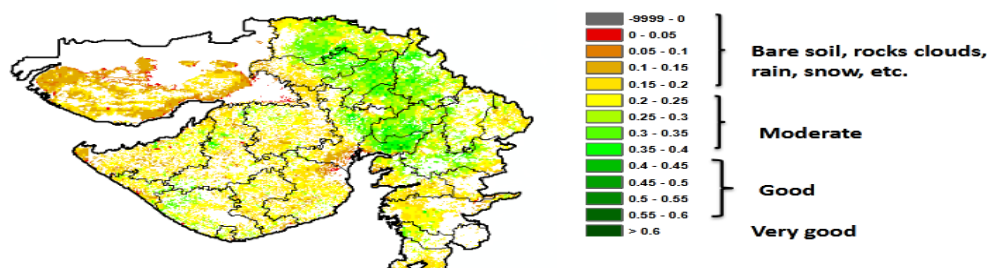 -9999 - 0
0 - 0.05
0.05 - 0.1
0.1 - 0.15
0.15 - 0.2
0.2 - 0.25
0.25 - 0.3
0.3 - 0.35
0.35 - 0.4
0.4 - 0.45
0.45 - 0.5
0.5 - 0.55
0.55 - 0.6
> 0.6
Bare soil, rocks clouds,
rain, snow, etc.
Moderate
Good
Very good